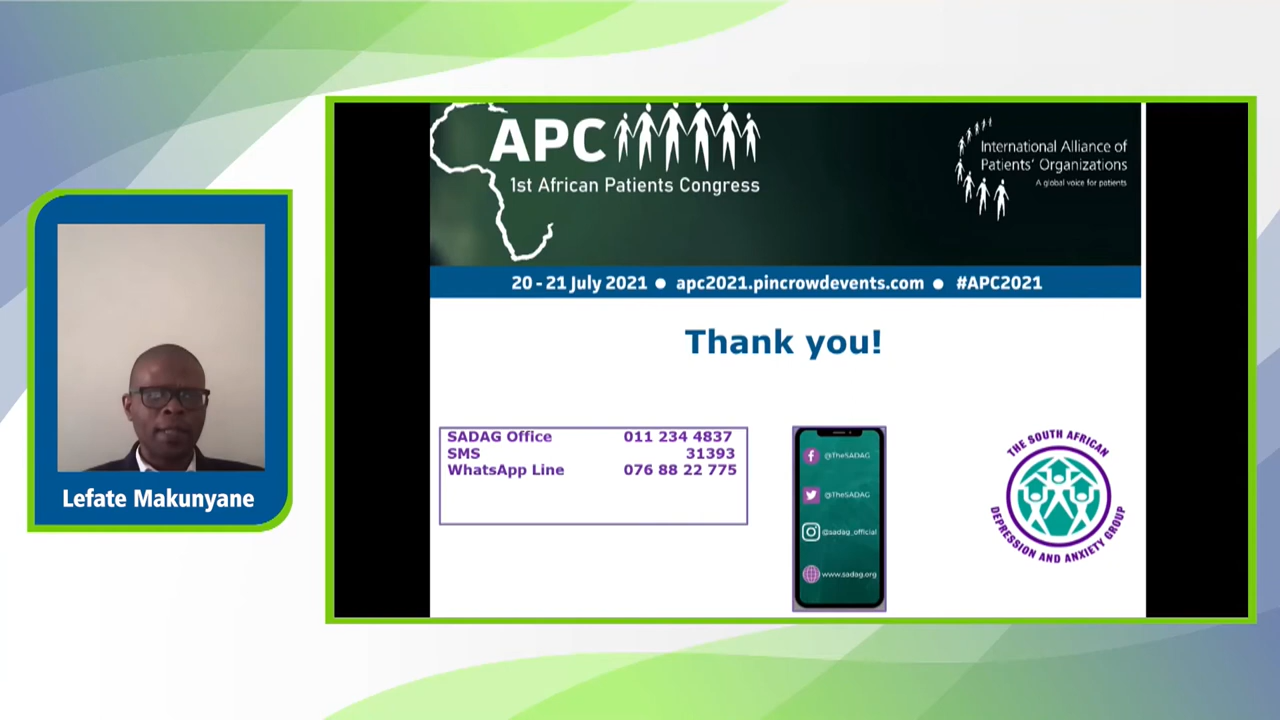 APC
1st African Patients Congress
International Alliance of
Patients' Organizations
A global voice for patients
20 - 21 July 2021 ● apc2021.pincrowdevents.com ● #APC2021
Thank you!
SADAG Office 011 234 4837
SMS 31393
WhatsApp Line 076 88 22 775
@TheSADAG
@TheSADAG
@sadag_official
www.sadag.org
THE SOUTH AFRICAN
DEPRESSION AND ANXIETY GROUP
Lefate Makunyane